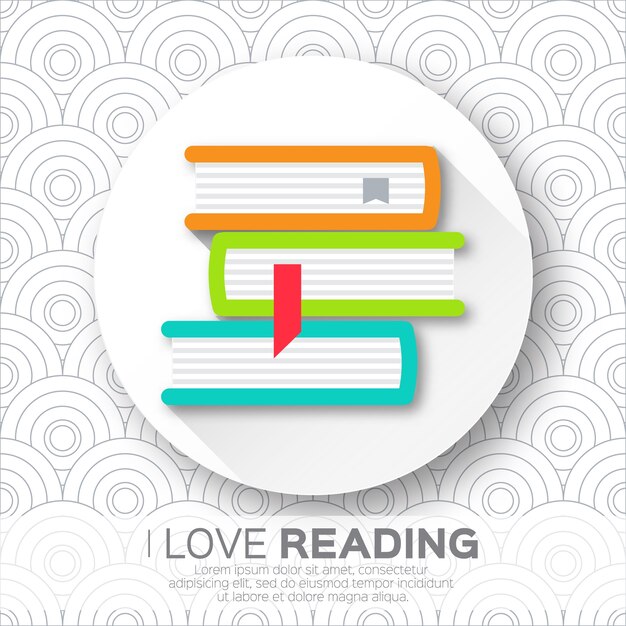 I LOVE READING
Lorem ipsum dolor sit amet, consectetur
adipiscing elit, sed do eiusmod tempor incididunt
ut labore et dolore magna aliqua.